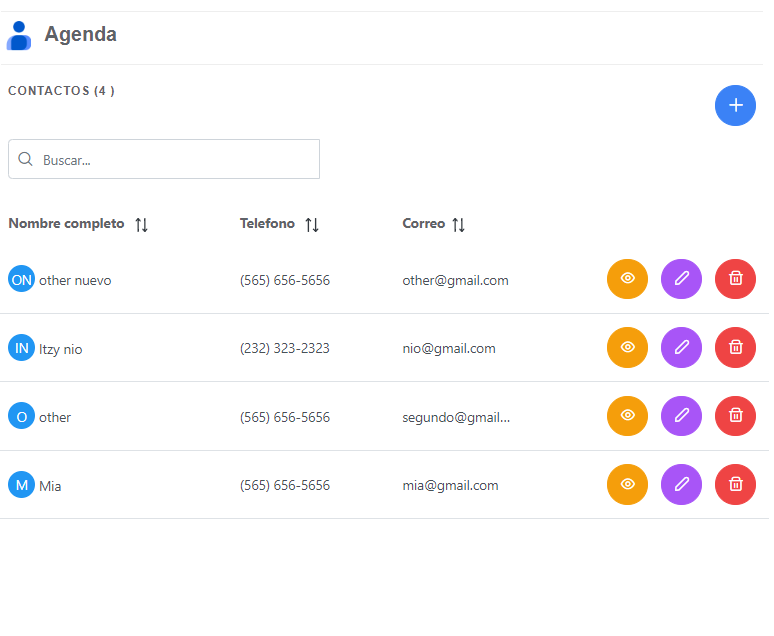 Agenda
CONTACTOS (4 )
Buscar...
Nombre completo Telefono Correo
ON other nuevo (565) 656-5656 other@gmail.com
IN Itzy nio (232) 323-2323 nio@gmail.com
O other (565) 656-5656 segundo@gmail...
M Mia (565) 656-5656 mia@gmail.com